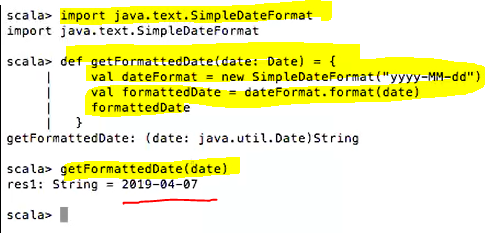 scala> import java.text.SimpleDateFormat
import java.text.SimpleDateFormat
scala> def getFormattedDate(date: Date) = {
| val dateFormat = new SimpleDateFormat("yyyy-MM-dd")
| val formattedDate = dateFormat.format(date)
| formattedDate
| }
getFormattedDate: (date: java.util.Date)String
scala> getFormattedDate(date)
res1: String = 2019-04-07
scala>